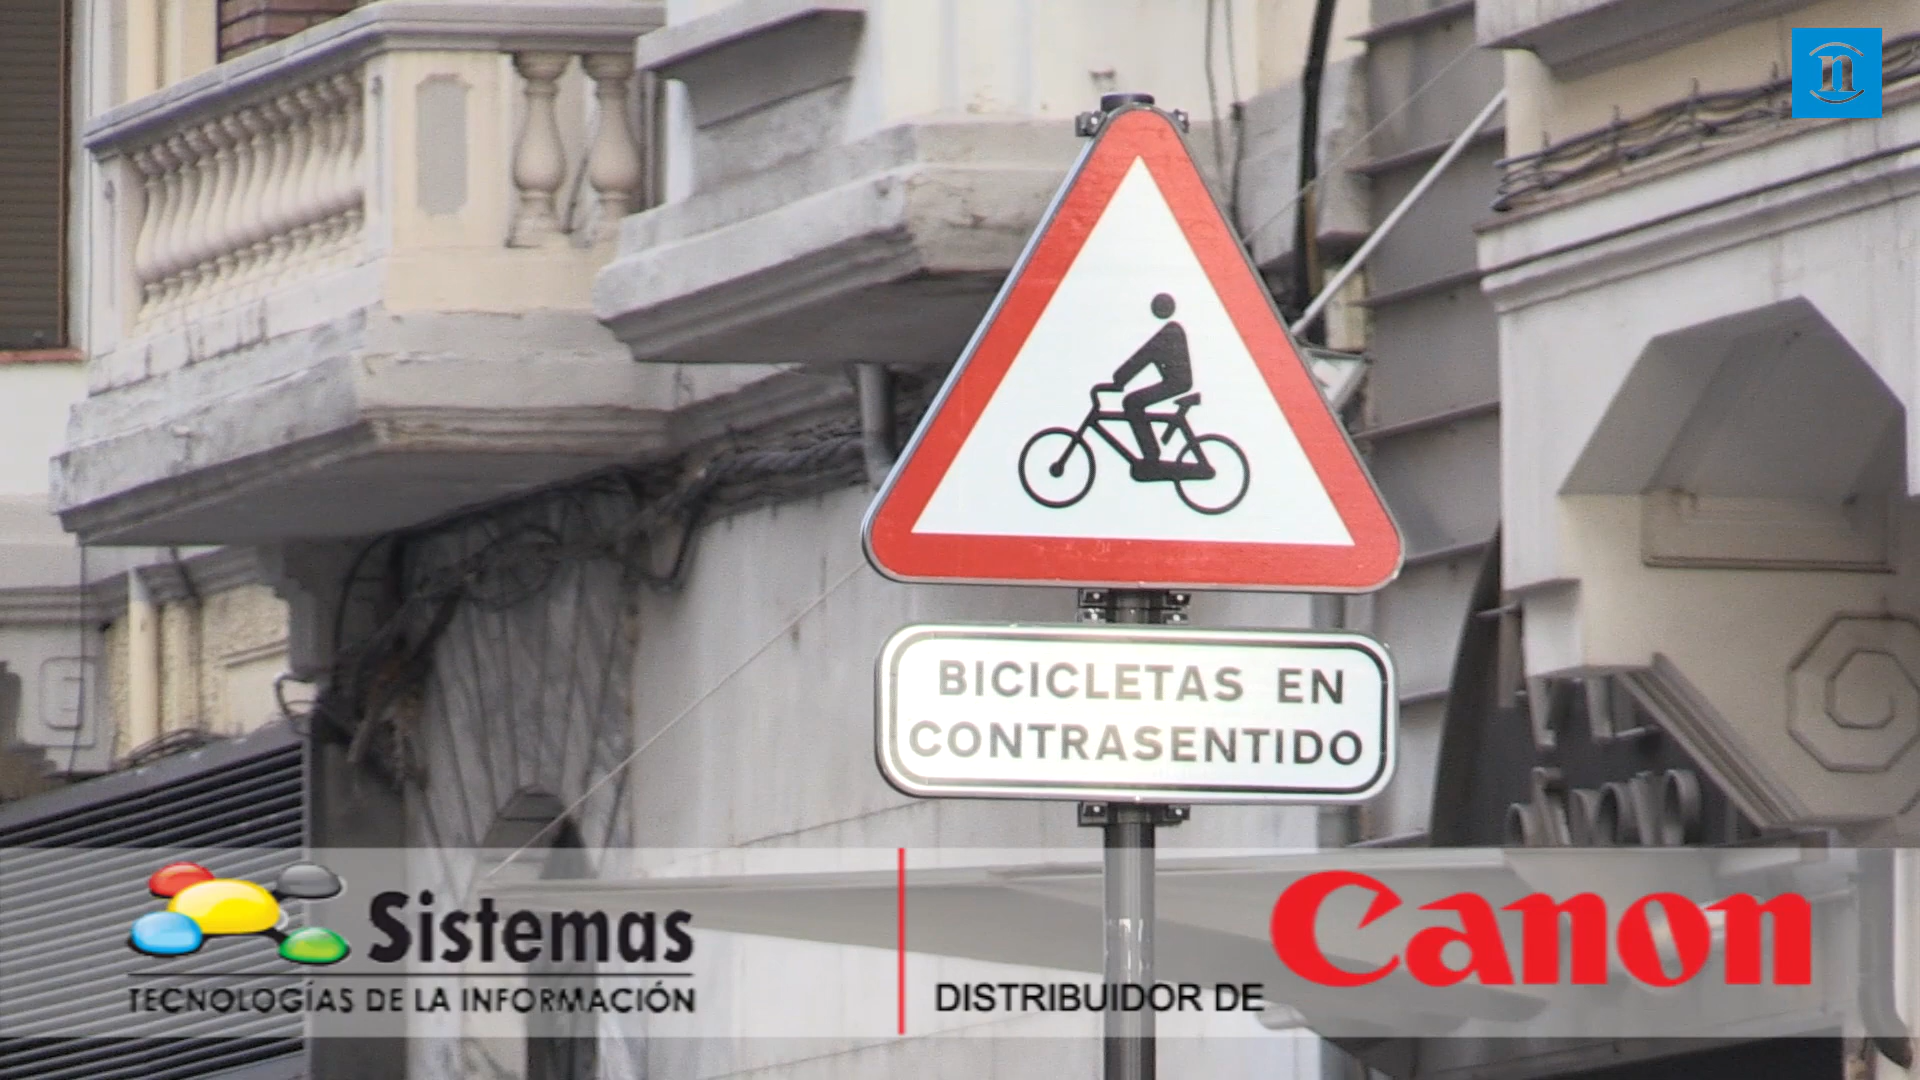 n
BICICLETAS EN
CONTRASENTIDO
Sistemas
TECNOLOGÍAS DE LA INFORMACIÓN
DISTRIBUIDOR DE
Canon